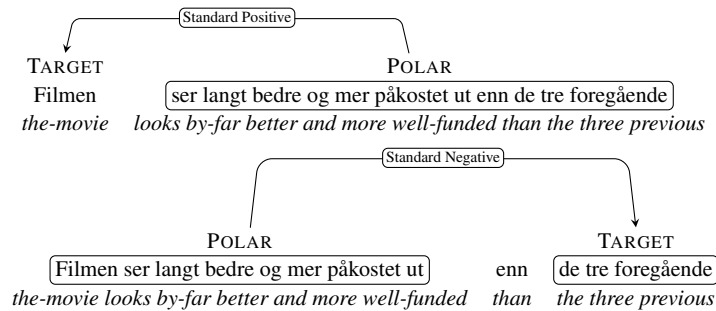 Standard Positive
TARGET POLAR
Filmen ser langt bedre og mer påkostet ut enn de tre foregående
the-movie looks by-far better and more well-funded than the three previous
Standard Negative
POLAR TARGET
Filmen ser langt bedre og mer påkostet ut enn de tre foregående
the-movie looks by-far better and more well-funded than the three previous